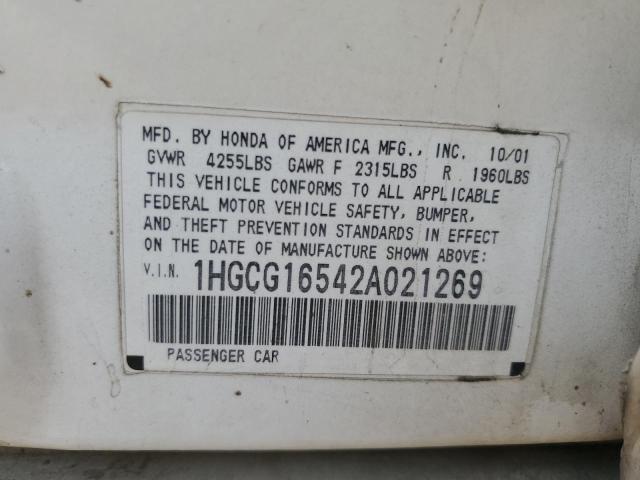 MFD. BY HONDA OF AMERICA MFG., INC. 10/01
GVWR 4255LBS GAWR F 2315LBS R 1960LBS
THIS VEHICLE CONFORMS TO ALL APPLICABLE
FEDERAL MOTOR VEHICLE SAFETY, BUMPER,
AND THEFT PREVENTION STANDARDS IN EFFECT
ON THE DATE OF MANUFACTURE SHOWN ABOVE:
V.I.N. 1HGCG16542A021269
PASSENGER CAR